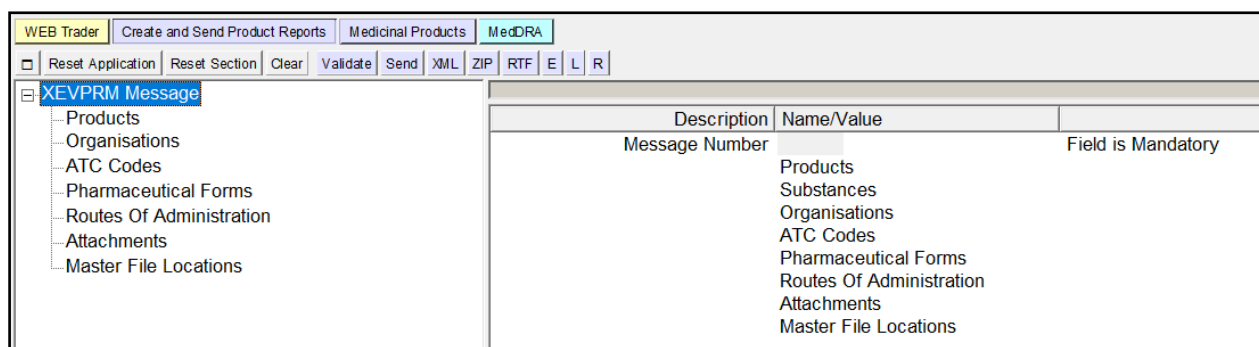 WEB Trader Create and Send Product Reports Medicinal Products MedDRA
Reset Application Reset Section Clear Validate Send XML ZIP RTF E L R
XEVPRM Message
Products
Organisations
ATC Codes
Pharmaceutical Forms
Routes Of Administration
Attachments
Master File Locations
Description Name/Value
Message Number Field is Mandatory
Products
Substances
Organisations
ATC Codes
Pharmaceutical Forms
Routes Of Administration
Attachments
Master File Locations